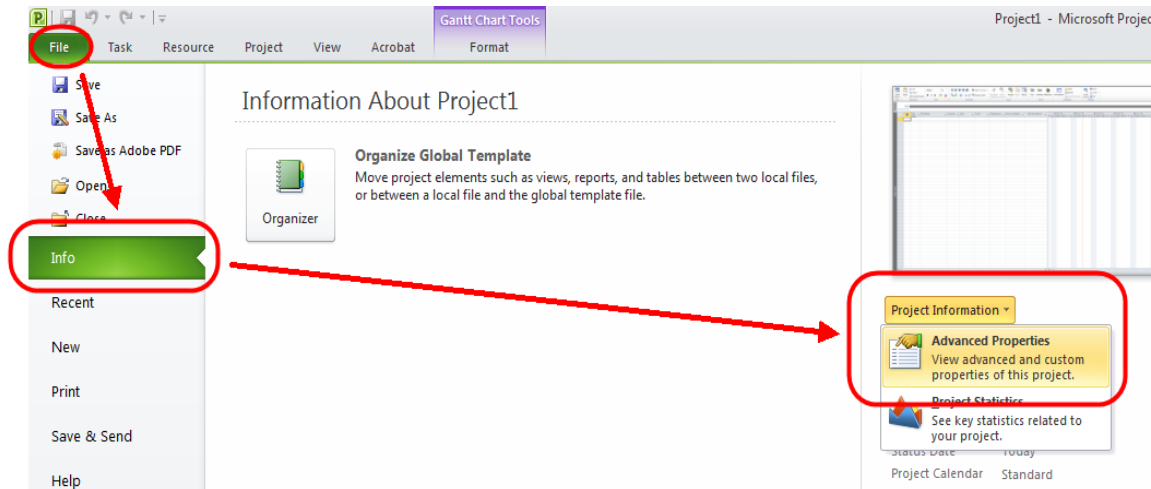 Gantt Chart Tools
Project1 - Microsoft Projec
File Task Resource Project View Acrobat Format
Save
Save As
Save as Adobe PDF
Open
Close
Info
Recent
New
Print
Save & Send
Help
Information About Project1
Organizer
Organize Global Template
Move project elements such as views, reports, and tables between two local files,
or between a local file and the global template file.
Project Information
Advanced Properties
View advanced and custom
properties of this project.
Project Statistics
See key statistics related to
your project.
Status Date Today
Project Calendar Standard